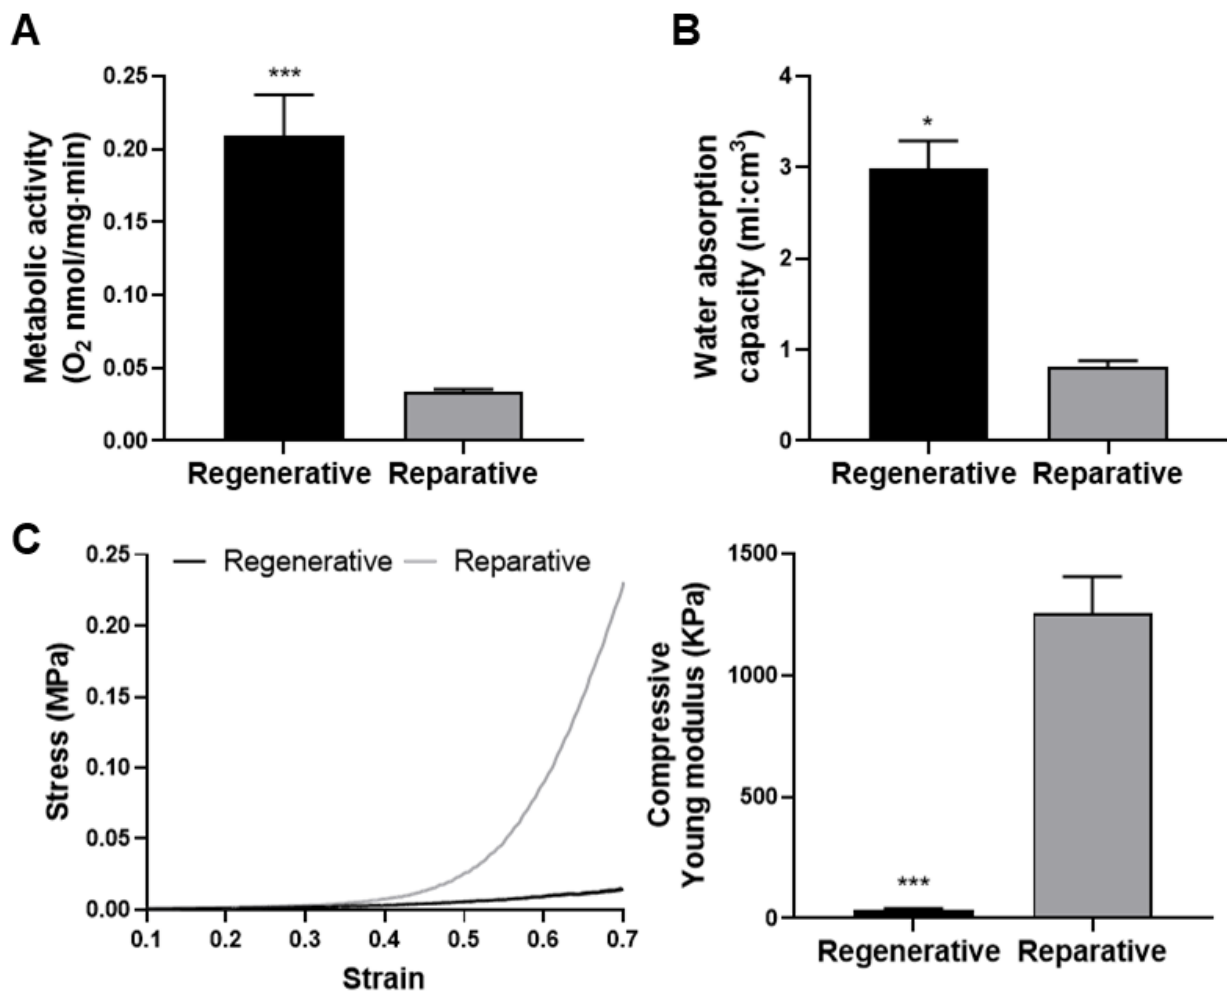 A
Metabolic activity
(O₂ nmol/mg·min)
0.25
0.20
0.15
0.10
0.05
0.00
***
Regenerative Reparative
B
Water absorption
capacity (ml:cm³)
4
3
2
1
0
*
Regenerative Reparative
C
Stress (MPa)
0.25
0.20
0.15
0.10
0.05
0.00
Regenerative Reparative
0.1 0.2 0.3 0.4 0.5 0.6 0.7
Strain
Compressive
Young modulus (KPa)
1500
1000
500
0
***
Regenerative Reparative